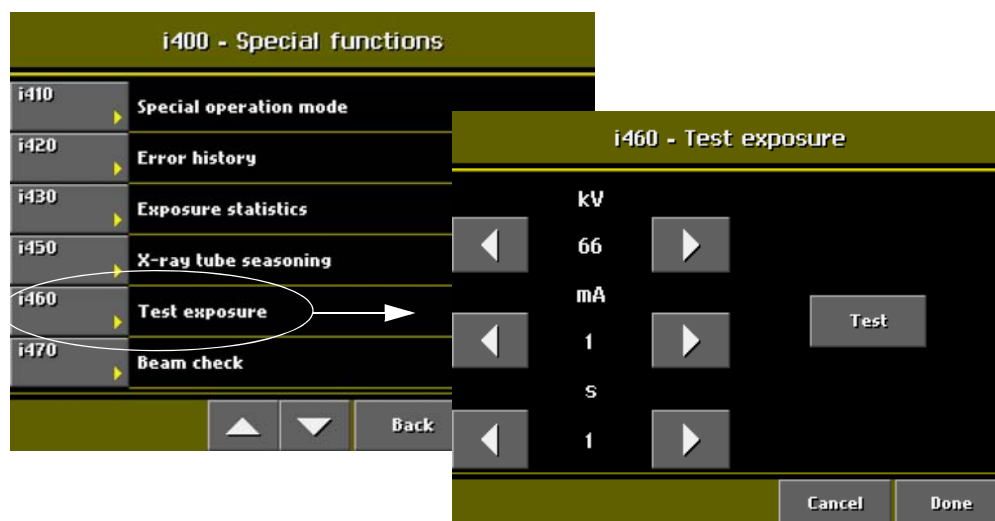 i400 - Special functions
i410
Special operation mode
i420
Error history
i430
Exposure statistics
i450
X-ray tube seasoning
i460
Test exposure
i470
Beam check
Back
i460 - Test exposure
kV
66
mA
1
s
1
Test
Cancel
Done